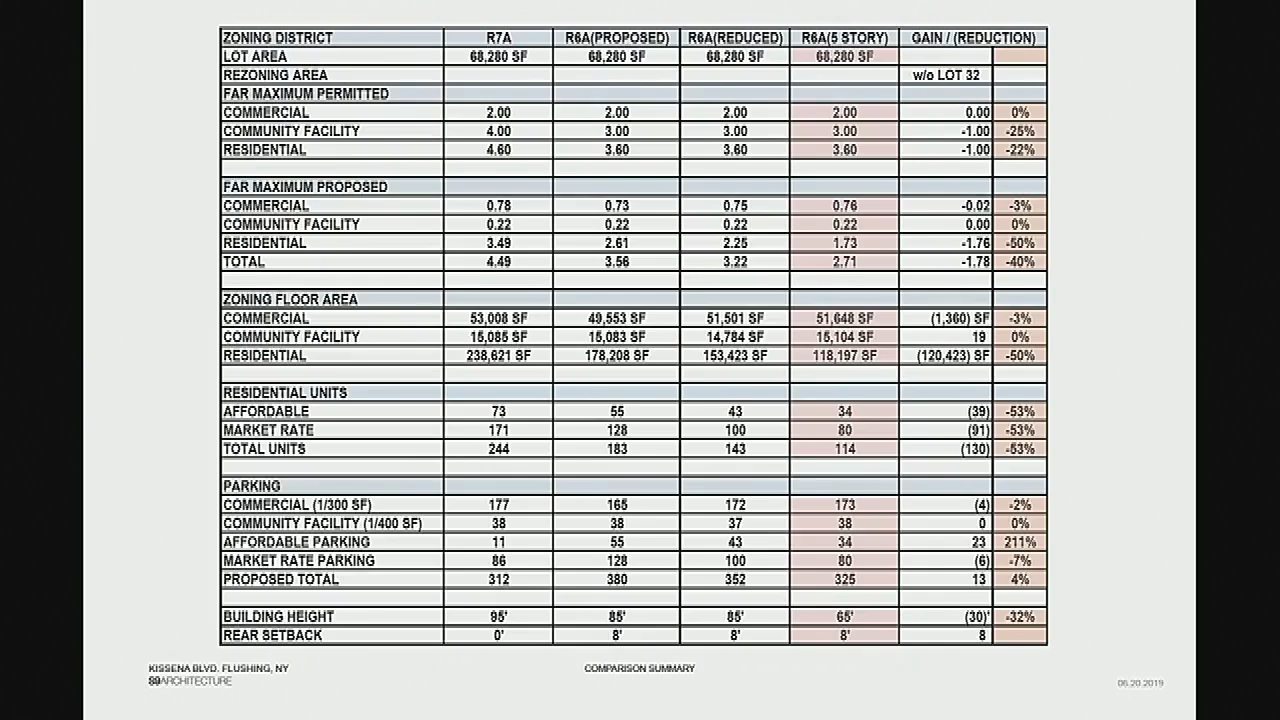 ZONING DISTRICT R7A R6A(PROPOSED) R6A(REDUCED) R6A(5 STORY) GAIN / (REDUCTION)
LOT AREA 68,280 SF 68,280 SF 68,280 SF 68,280 SF
REZONING AREA w/o LOT 32
FAR MAXIMUM PERMITTED
COMMERCIAL 2.00 2.00 2.00 2.00 0.00 0%
COMMUNITY FACILITY 4.00 3.00 3.00 3.00 -1.00 -25%
RESIDENTIAL 4.60 3.60 3.60 3.60 -1.00 -22%
FAR MAXIMUM PROPOSED
COMMERCIAL 0.78 0.73 0.75 0.76 -0.02 -3%
COMMUNITY FACILITY 0.22 0.22 0.22 0.22 0.00 0%
RESIDENTIAL 3.49 2.61 2.25 1.73 -1.76 -50%
TOTAL 4.49 3.56 3.22 2.71 -1.78 -40%
ZONING FLOOR AREA
COMMERCIAL 53,008 SF 49,553 SF 51,501 SF 51,648 SF (1,360) SF -3%
COMMUNITY FACILITY 15,085 SF 15,083 SF 14,784 SF 15,104 SF 19 0%
RESIDENTIAL 238,621 SF 178,208 SF 153,423 SF 118,197 SF (120,423) SF -50%
RESIDENTIAL UNITS
AFFORDABLE 73 55 43 34 (39) -53%
MARKET RATE 171 128 100 80 (91) -53%
TOTAL UNITS 244 183 143 114 (130) -53%
PARKING
COMMERCIAL (1/300 SF) 177 165 172 173 (4) -2%
COMMUNITY FACILITY (1/400 SF) 38 38 37 38 0 0%
AFFORDABLE PARKING 11 55 43 34 23 211%
MARKET RATE PARKING 86 128 100 80 (6) -7%
PROPOSED TOTAL 312 380 352 325 13 4%
BUILDING HEIGHT 95' 85' 85' 65' (30)' -32%
REAR SETBACK 0' 8' 8' 8' 8
KISSENA BLVD. FLUSHING, NY COMPARISON SUMMARY
ARCHITECTURE 06.20.2019